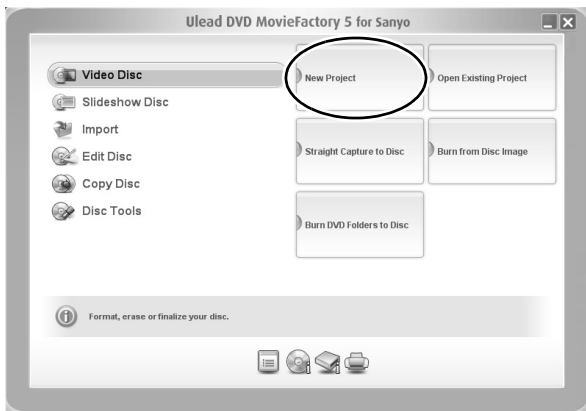 Ulead DVD MovieFactory 5 for Sanyo
Video Disc
Slideshow Disc
Import
Edit Disc
Copy Disc
Disc Tools
New Project
Open Existing Project
Straight Capture to Disc
Burn from Disc Image
Burn DVD Folders to Disc
Format, erase or finalize your disc.